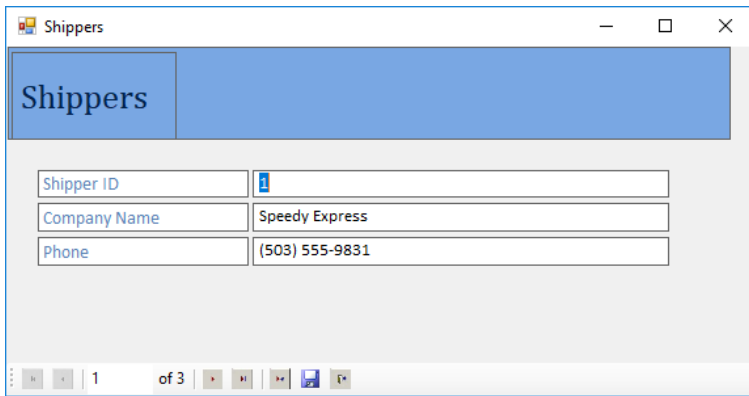 Shippers
Shippers
Shipper ID 1
Company Name Speedy Express
Phone (503) 555-9831
1 of 3